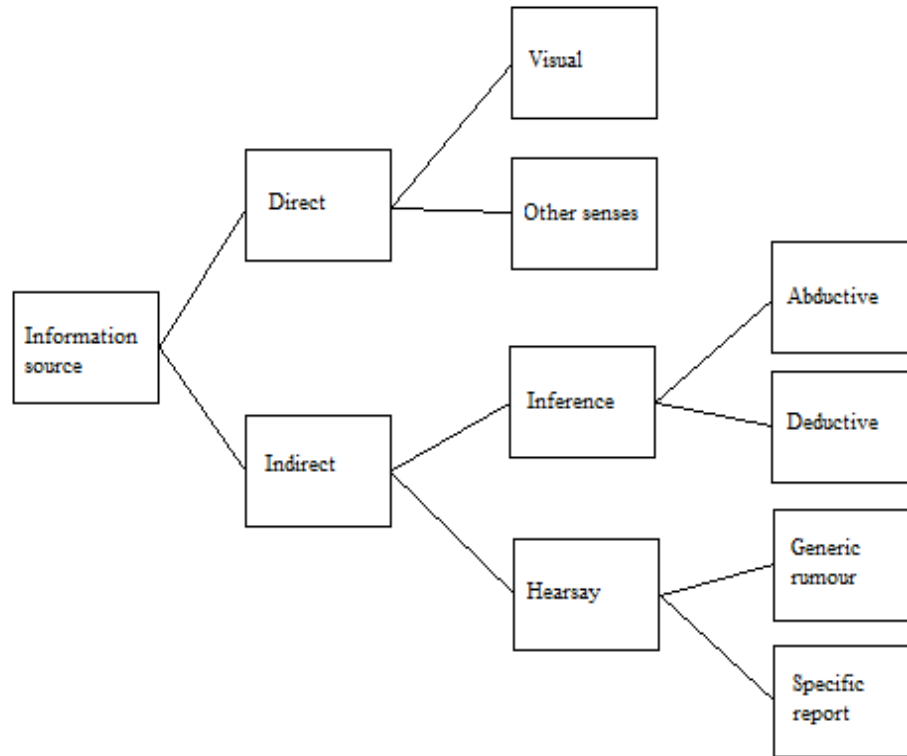 Visual
Direct
Other senses
Information
source
Abductive
Inference
Deductive
Indirect
Generic
rumour
Hearsay
Specific
report